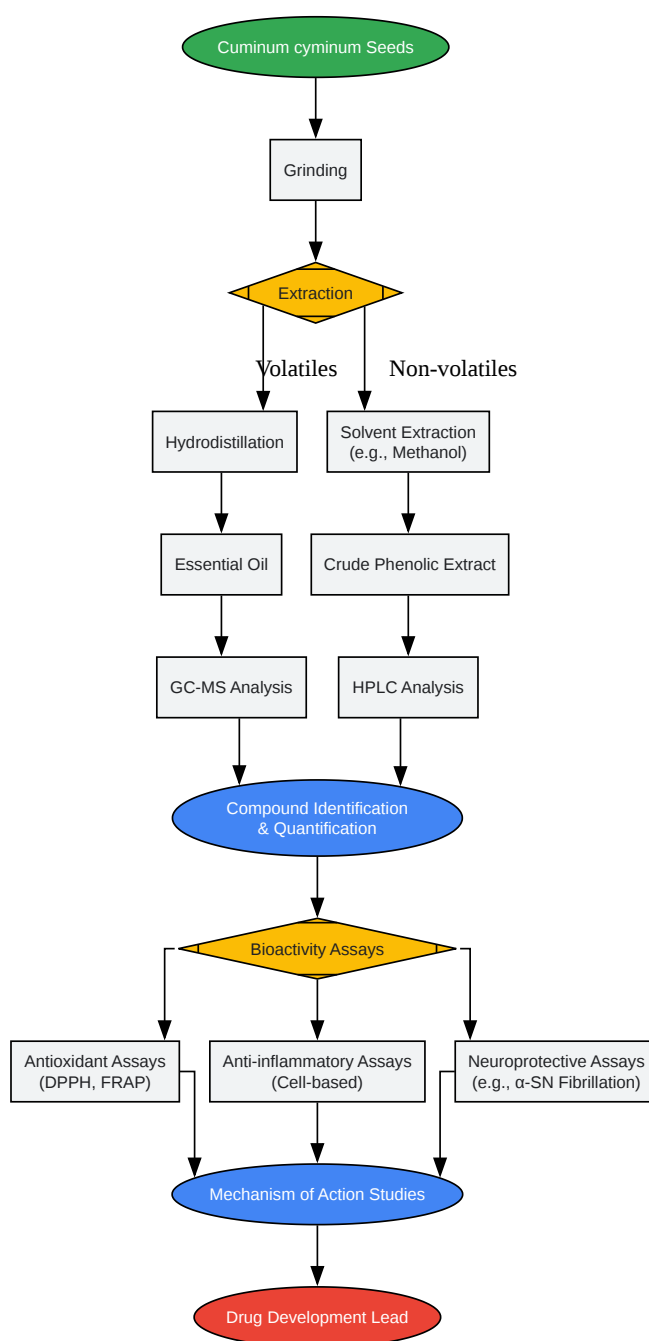 Cuminum cyminum Seeds
Grinding
Extraction
Volatiles
Non-volatiles
Hydrodistillation
Solvent Extraction
(e.g., Methanol)
Essential Oil
Crude Phenolic Extract
GC-MS Analysis
HPLC Analysis
Compound Identification
& Quantification
Bioactivity Assays
Antioxidant Assays
(DPPH, FRAP)
Anti-inflammatory Assays
(Cell-based)
Neuroprotective Assays
(e.g., α-SN Fibrillation)
Mechanism of Action Studies
Drug Development Lead